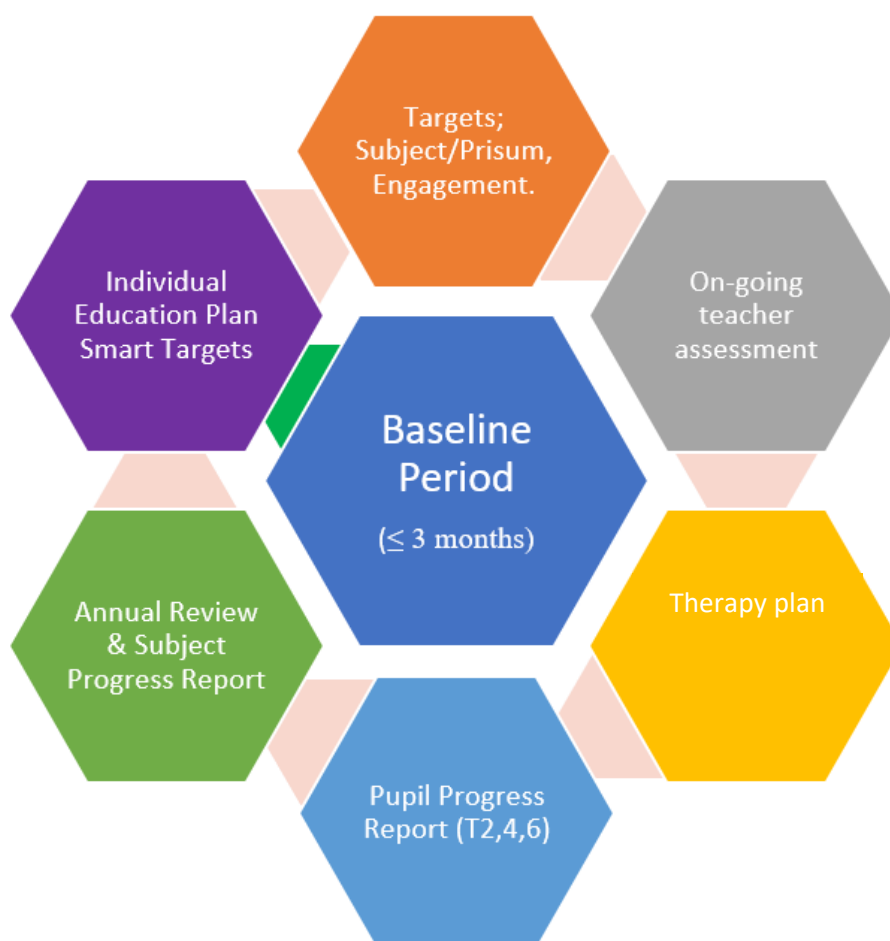 Targets;
Subject/Prisum,
Engagement.
Individual
Education Plan
Smart Targets
On-going
teacher
assessment
Baseline
Period
(≤ 3 months)
Annual Review
& Subject
Progress Report
Therapy plan
Pupil Progress
Report (T2,4,6)